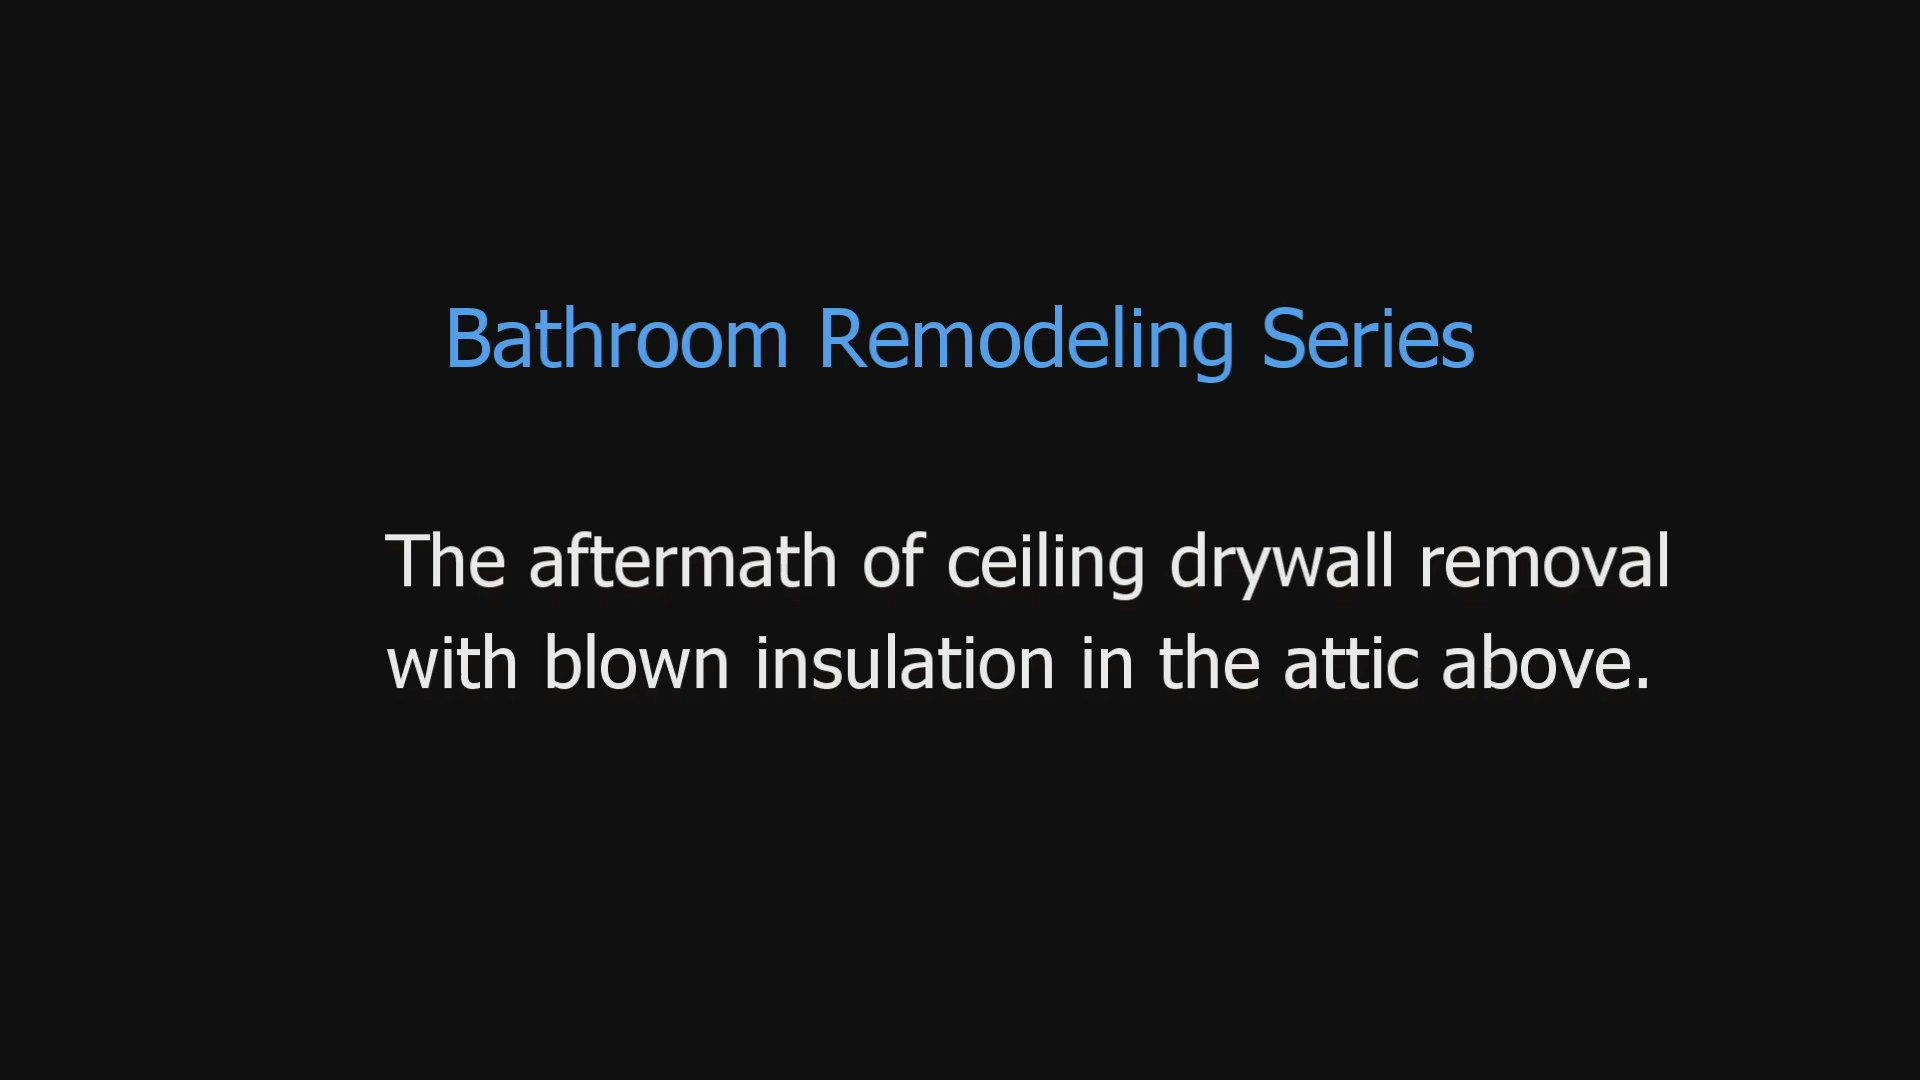 Bathroom Remodeling Series
The aftermath of ceiling drywall removal
with blown insulation in the attic above.